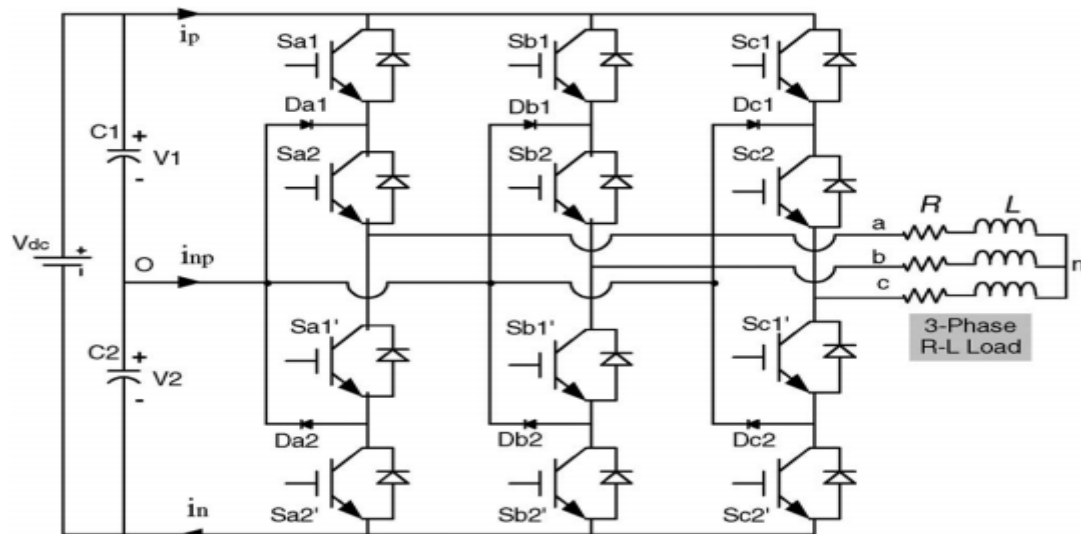 ip
Sa1
Sb1
Sc1
Da1
Db1
Dc1
C1
+
V1
-
Sa2
Sb2
Sc2
R
L
a
Vdc
+
O
inp
b
n
c
Sa1'
Sb1'
Sc1'
3-Phase
R-L Load
C2
+
V2
-
Da2
Db2
Dc2
in
Sa2'
Sb2'
Sc2'